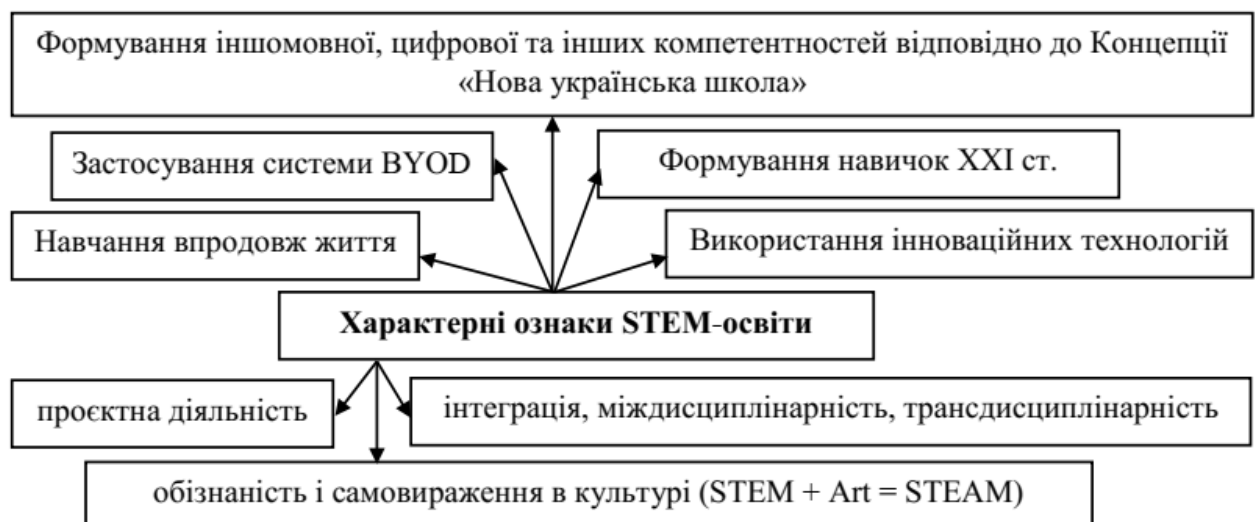 Формування іншомовної, цифрової та інших компетентностей відповідно до Концепції
«Нова українська школа»
Застосування системи BYOD
Формування навичок ХХІ ст.
Навчання впродовж життя
Використання інноваційних технологій
Характерні ознаки STEM-освіти
проєктна діяльність
інтеграція, міждисциплінарність, трансдисциплінарність
обізнаність і самовираження в культурі (STEM + Art = STEAM)